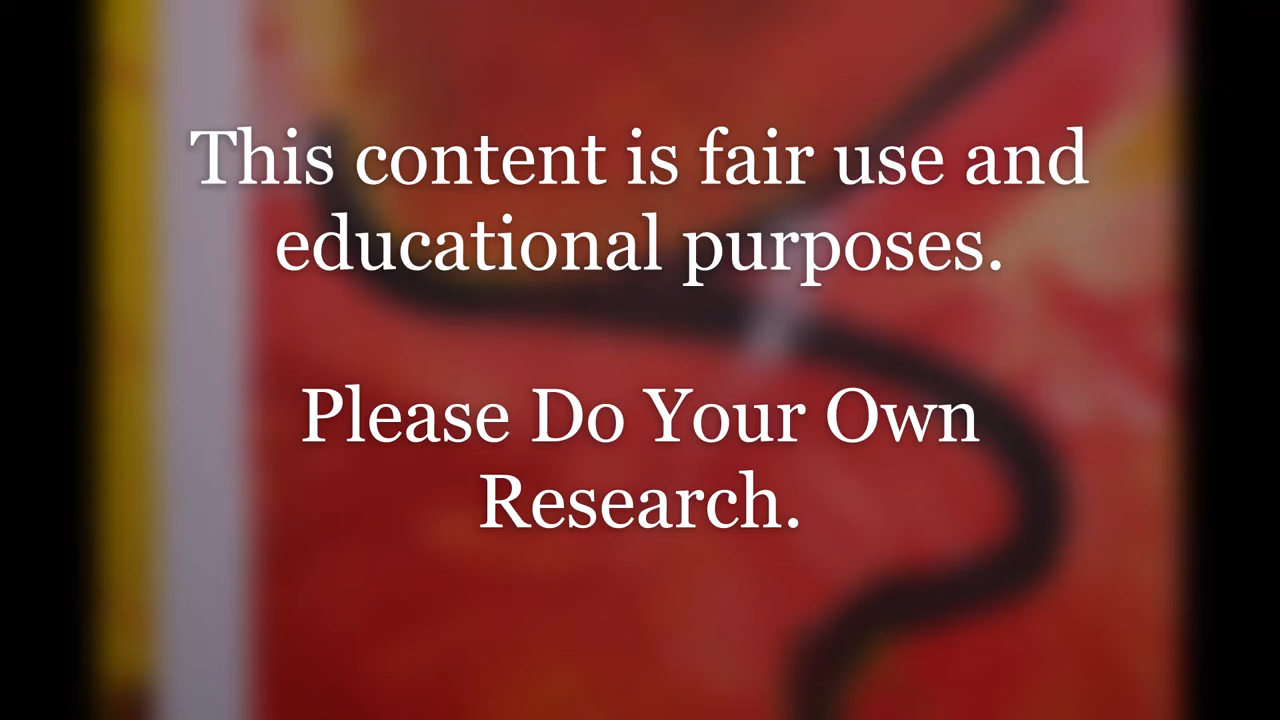 This content is fair use and
educational purposes.
Please Do Your Own
Research.